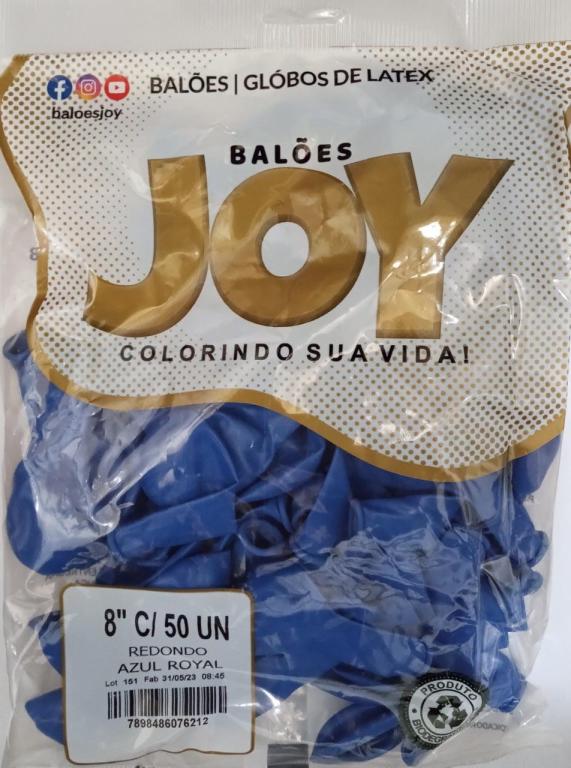 BALÕES | GLÓBOS DE LATEX
baloesjoy
BALÕES
JOY
COLORINDO SUA VIDA!
8" C/ 50 UN
REDONDO
AZUL ROYAL
Lot 151 Fab 31/05/23 08:45
7898486076212
PRODUTO